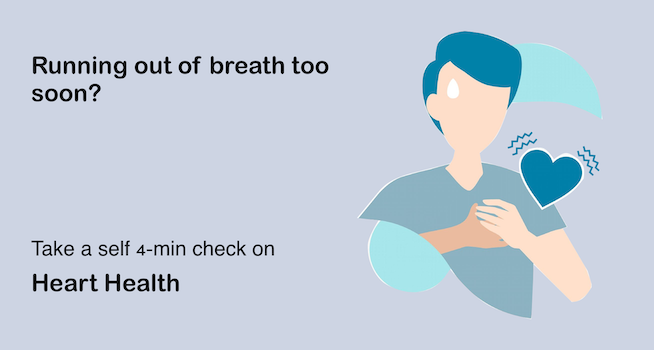 Running out of breath too
soon?
Take a self 4-min check on
Heart Health